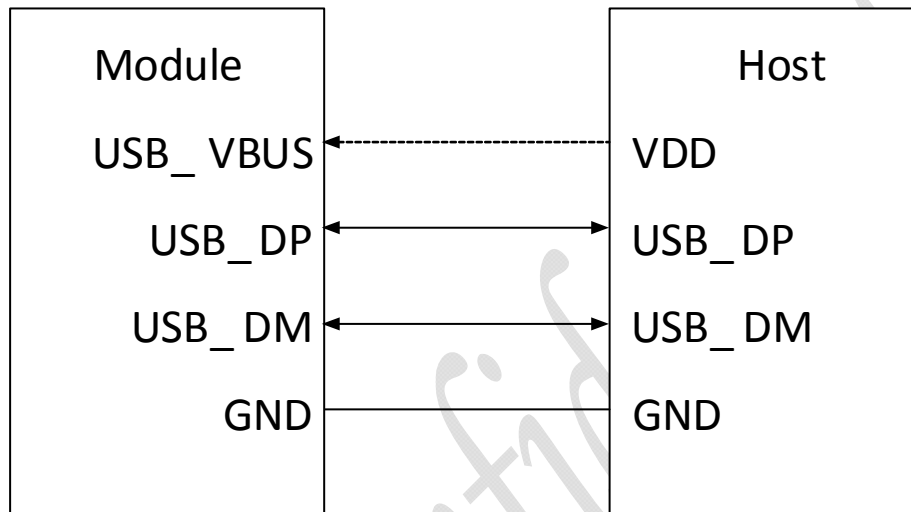 Module Host
USB_ VBUS VDD
USB_ DP USB_ DP
USB_ DM USB_ DM
GND GND